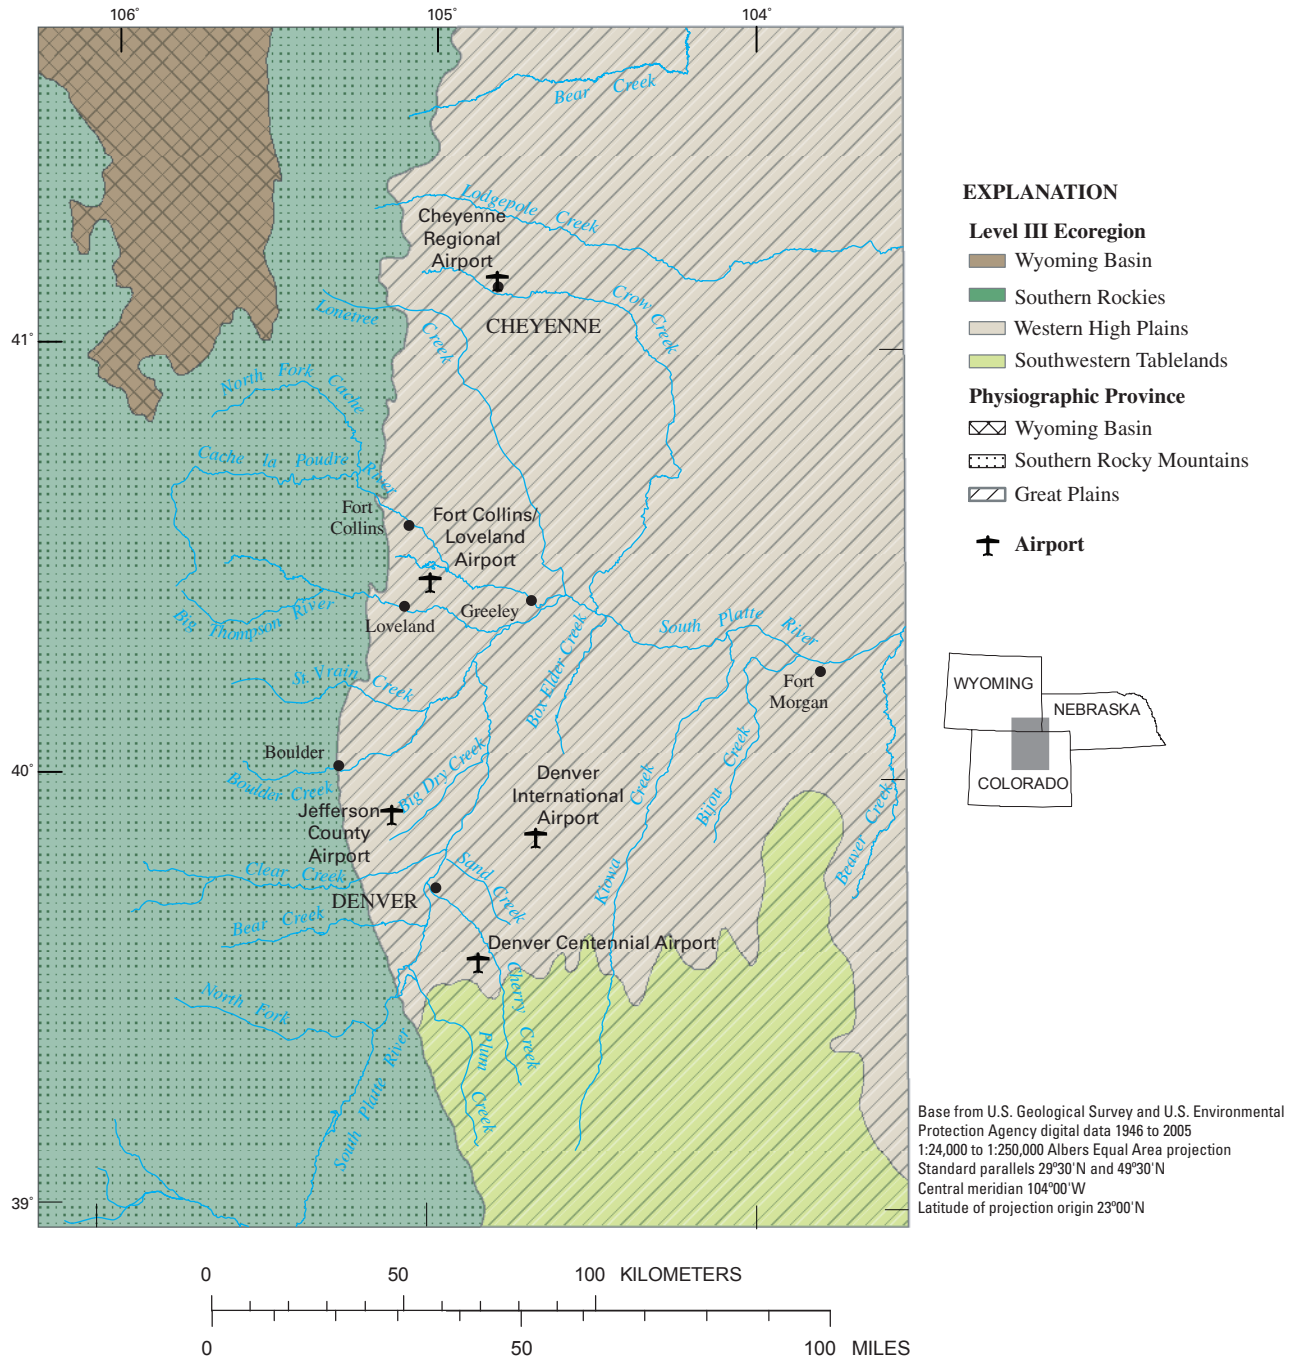 106°
105°
104°
Bear Creek
Lodgepole Creek
Cheyenne
Regional
Airport
Crow Creek
Lonetree Creek
CHEYENNE
41°
North Fork Cache
Cache la Poudre River
Fort
Collins
Fort Collins/
Loveland
Airport
Greeley
Loveland
Big Thompson River
South Platte River
Box Elder Creek
St. Vrain Creek
Fort
Morgan
Boulder
40°
Boulder Creek
Big Dry Creek
Denver
International
Airport
Kiowa Creek
Bijou Creek
Beaver Creek
Jefferson
County
Airport
Clear Creek
Sand Creek
DENVER
Bear Creek
Denver Centennial Airport
Cherry Creek
North Fork
South Platte River
Plum Creek
39°
EXPLANATION
Level III Ecoregion
Wyoming Basin
Southern Rockies
Western High Plains
Southwestern Tablelands
Physiographic Province
Wyoming Basin
Southern Rocky Mountains
Great Plains
Airport
WYOMING
NEBRASKA
COLORADO
Base from U.S. Geological Survey and U.S. Environmental
Protection Agency digital data 1946 to 2005
1:24,000 to 1:250,000 Albers Equal Area projection
Standard parallels 29°30'N and 49°30'N
Central meridian 104°00'W
Latitude of projection origin 23°00'N
0 50 100 KILOMETERS
0 50 100 MILES